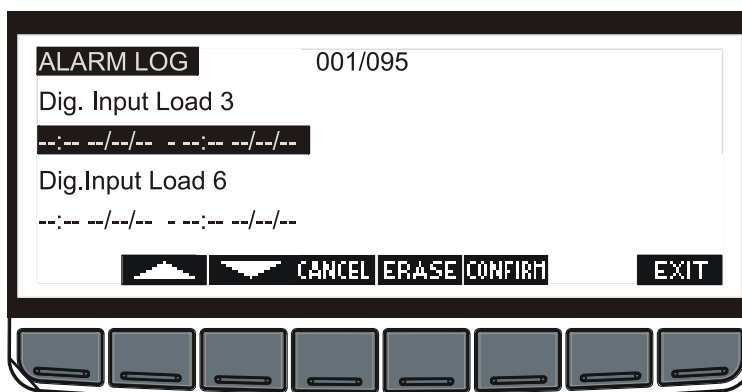 ALARM LOG 001/095
Dig. Input Load 3
--:-- --/--/-- - --:-- --/--/--
Dig.Input Load 6
--:-- --/--/-- - --:-- --/--/--
CANCEL ERASE CONFIRM EXIT